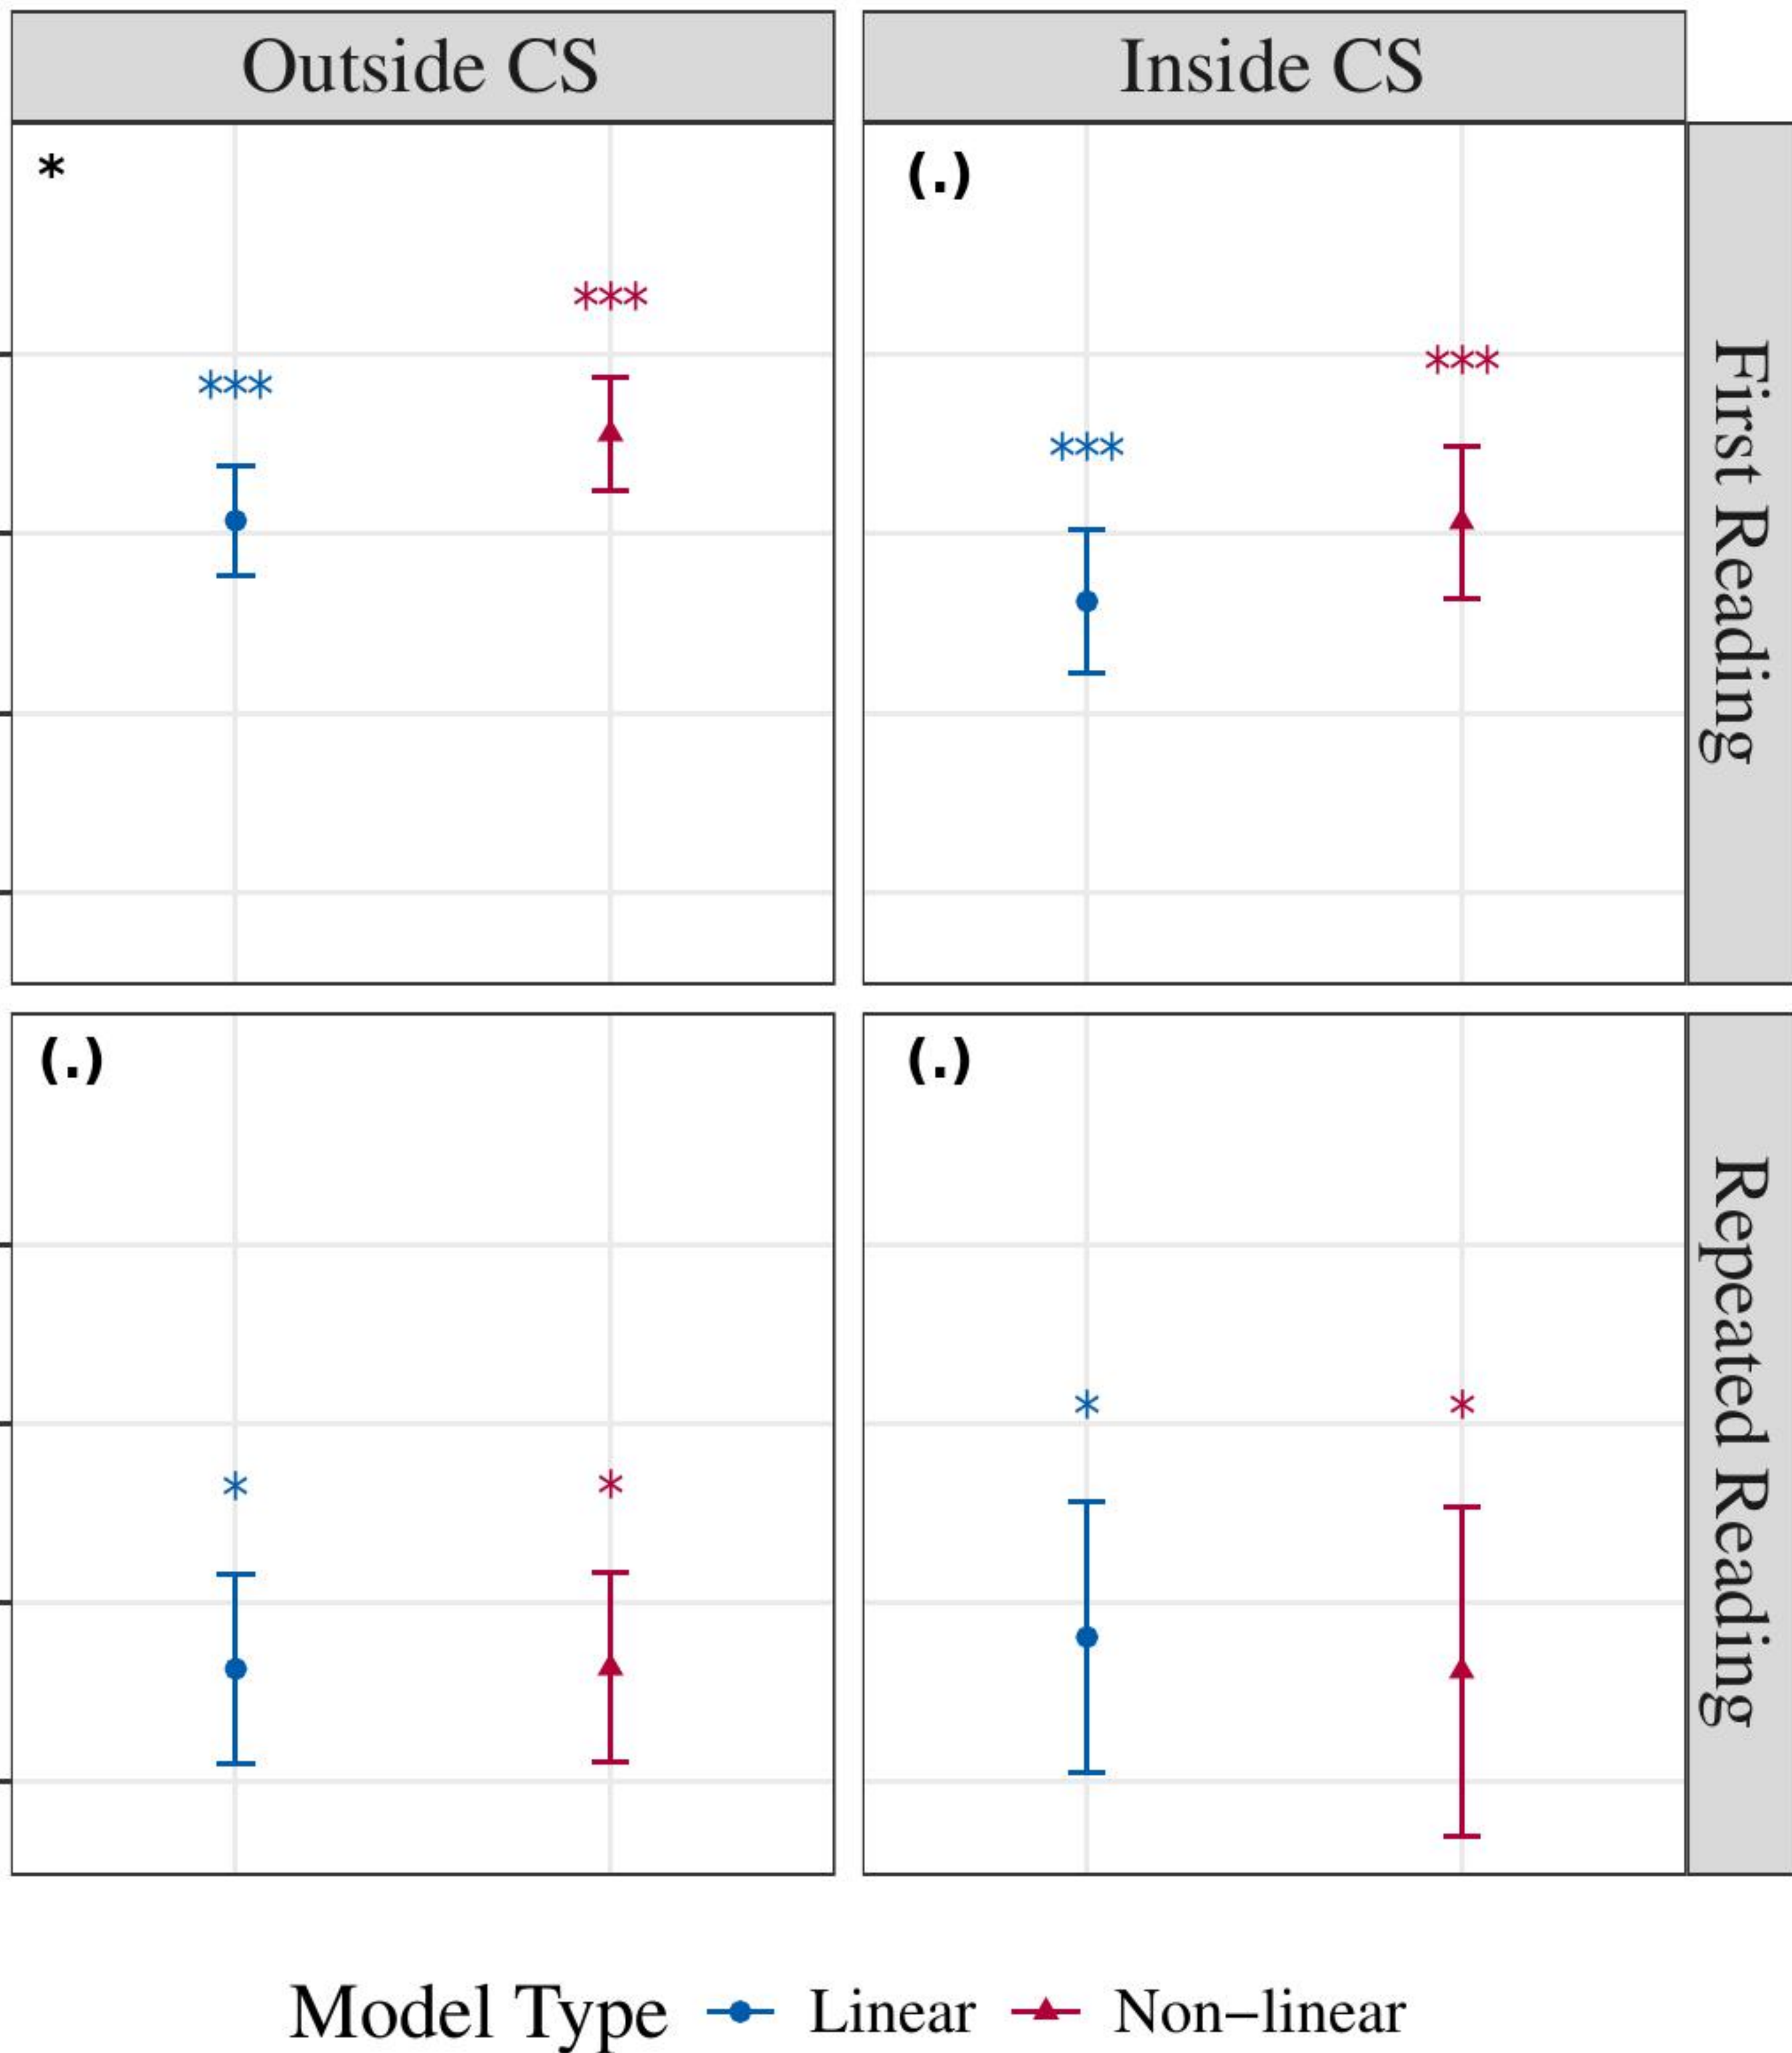 Outside CS
Inside CS
*
(.)
***
***
***
***
First Reading
(.)
(.)
*
*
*
*
Repeated Reading
Model Type Linear Non−linear